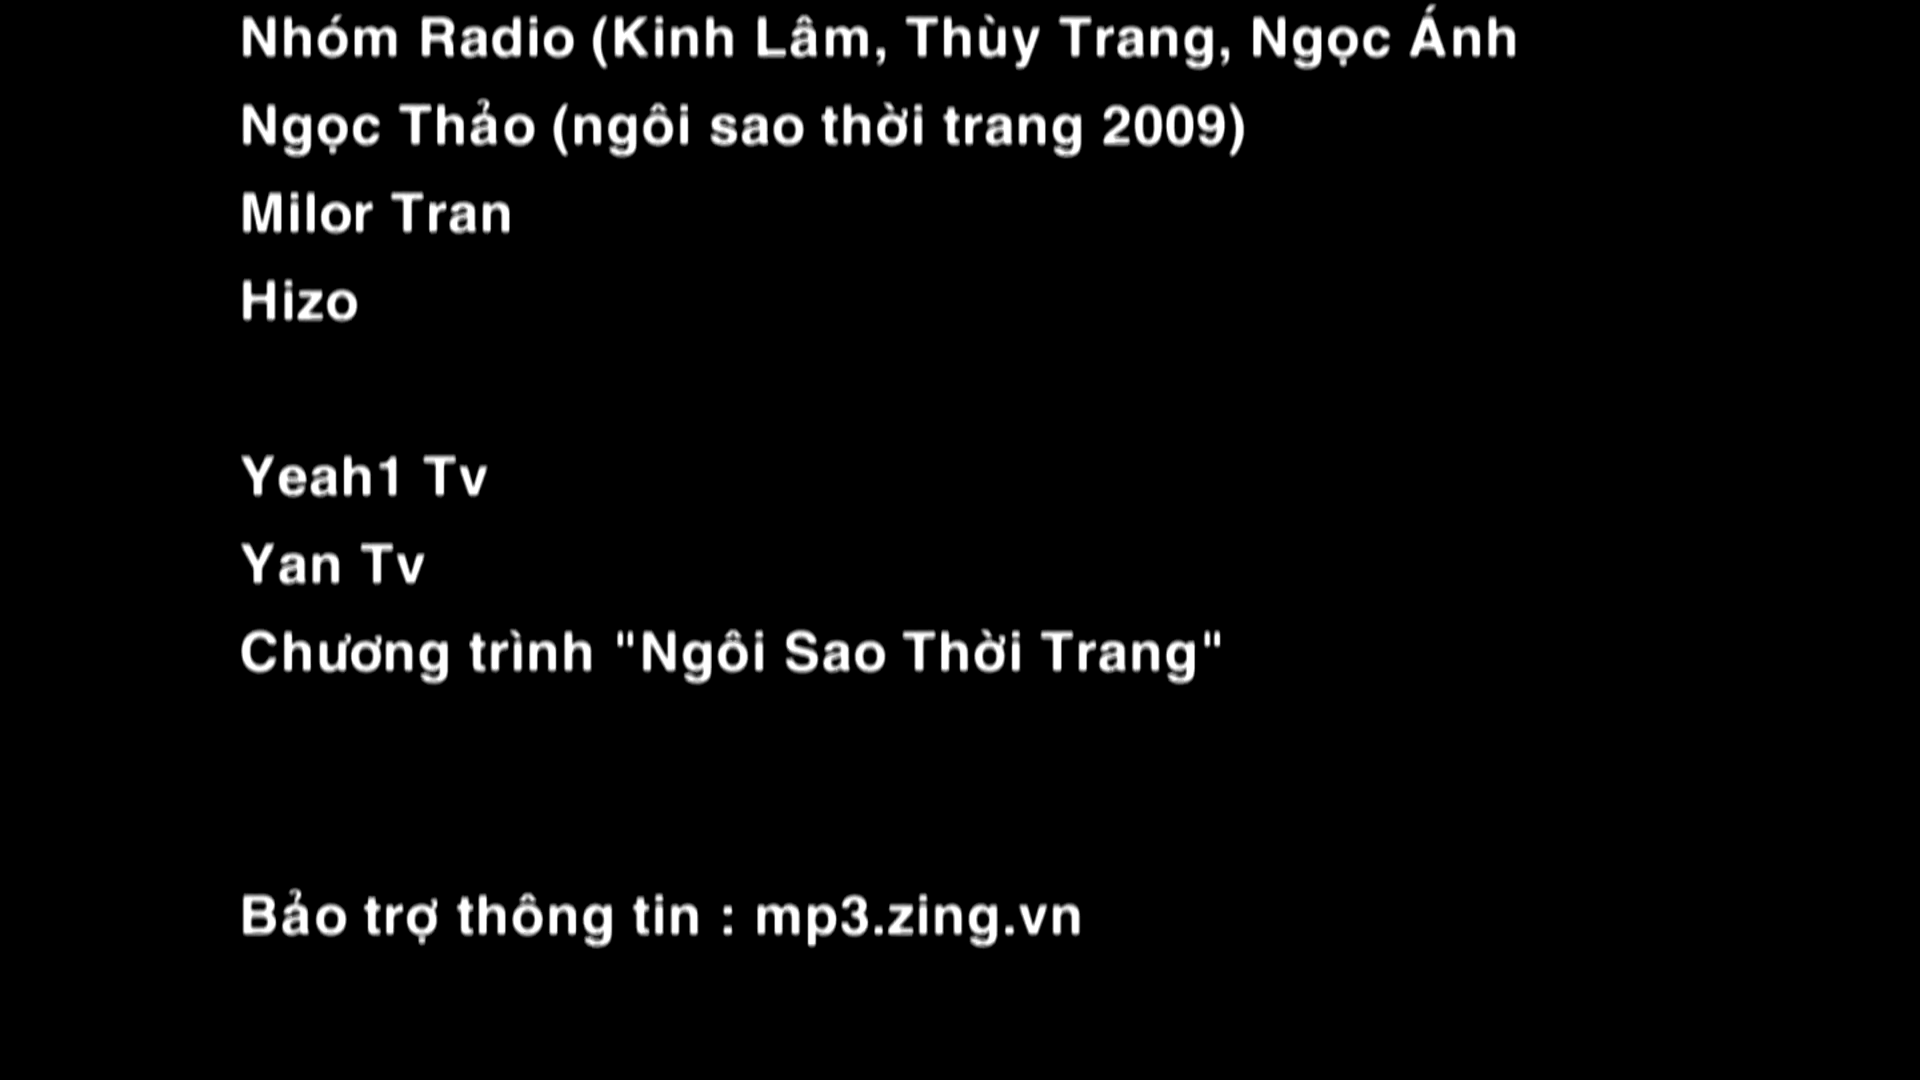 Nhóm Radio (Kinh Lâm, Thùy Trang, Ngọc Ánh
Ngọc Thảo (ngôi sao thời trang 2009)
Milor Tran
Hizo
Yeah1 Tv
Yan Tv
Chương trình "Ngôi Sao Thời Trang"
Bảo trợ thông tin : mp3.zing.vn